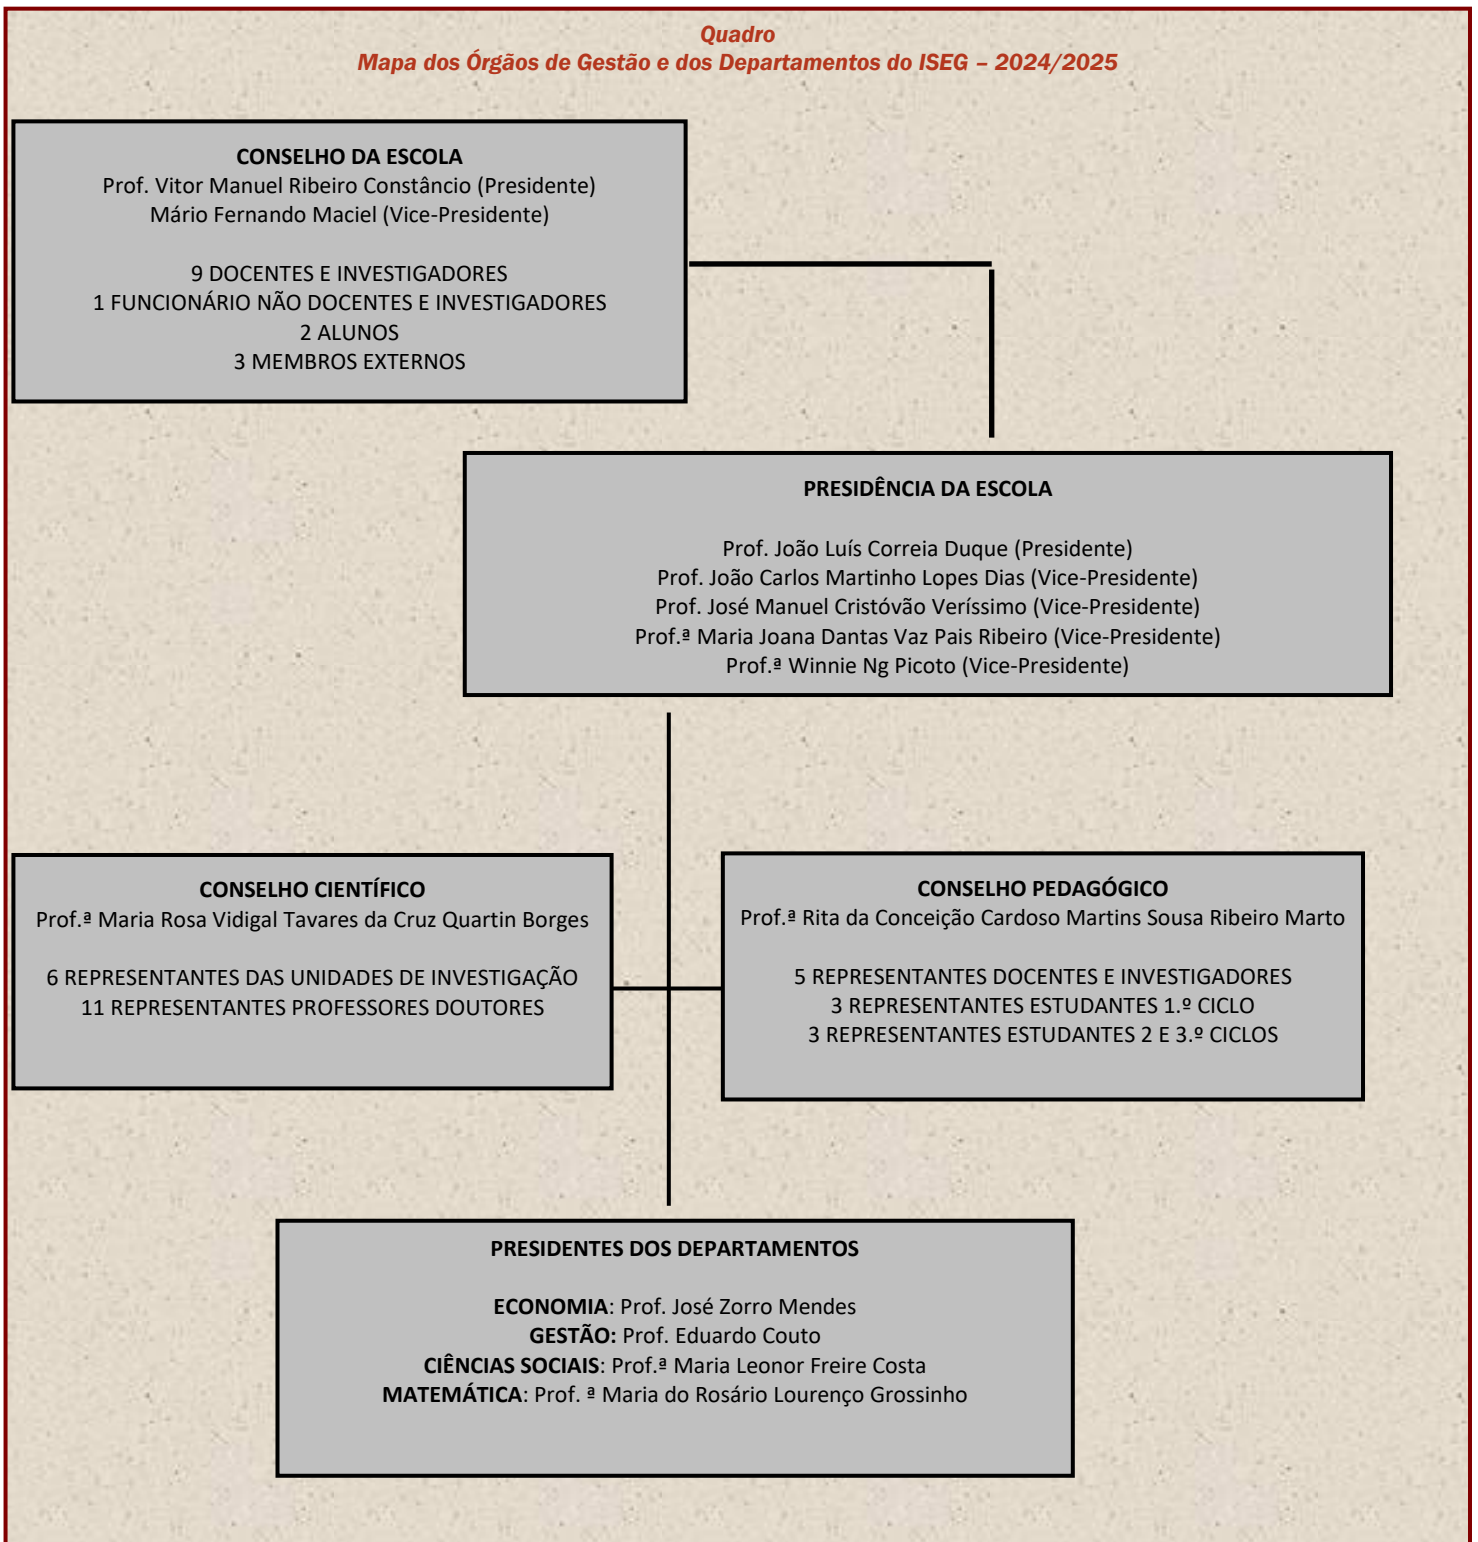 Quadro
Mapa dos Órgãos de Gestão e dos Departamentos do ISEG – 2024/2025
CONSELHO DA ESCOLA
Prof. Vitor Manuel Ribeiro Constâncio (Presidente)
Mário Fernando Maciel (Vice-Presidente)
9 DOCENTES E INVESTIGADORES
1 FUNCIONÁRIO NÃO DOCENTES E INVESTIGADORES
2 ALUNOS
3 MEMBROS EXTERNOS
PRESIDÊNCIA DA ESCOLA
Prof. João Luís Correia Duque (Presidente)
Prof. João Carlos Martinho Lopes Dias (Vice-Presidente)
Prof. José Manuel Cristóvão Veríssimo (Vice-Presidente)
Prof.ª Maria Joana Dantas Vaz Pais Ribeiro (Vice-Presidente)
Prof.ª Winnie Ng Picoto (Vice-Presidente)
CONSELHO CIENTÍFICO
Prof.ª Maria Rosa Vidigal Tavares da Cruz Quartin Borges
6 REPRESENTANTES DAS UNIDADES DE INVESTIGAÇÃO
11 REPRESENTANTES PROFESSORES DOUTORES
CONSELHO PEDAGÓGICO
Prof.ª Rita da Conceição Cardoso Martins Sousa Ribeiro Marto
5 REPRESENTANTES DOCENTES E INVESTIGADORES
3 REPRESENTANTES ESTUDANTES 1.º CICLO
3 REPRESENTANTES ESTUDANTES 2 E 3.º CICLOS
PRESIDENTES DOS DEPARTAMENTOS
ECONOMIA: Prof. José Zorro Mendes
GESTÃO: Prof. Eduardo Couto
CIÊNCIAS SOCIAIS: Prof.ª Maria Leonor Freire Costa
MATEMÁTICA: Prof. ª Maria do Rosário Lourenço Grossinho